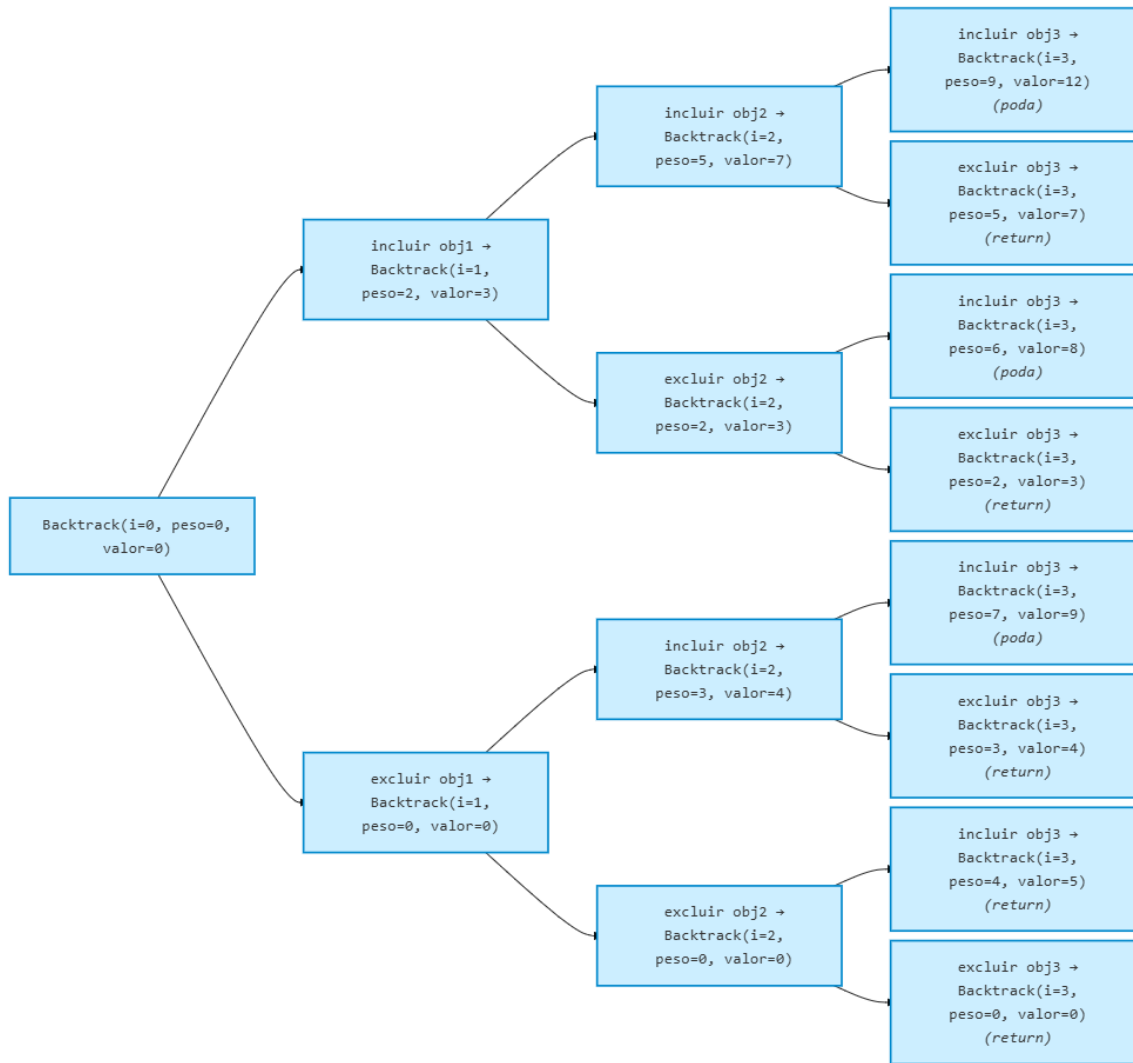 Backtrack(i=0, peso=0,
valor=0)
incluir obj1 →
Backtrack(i=1,
peso=2, valor=3)
excluir obj1 →
Backtrack(i=1,
peso=0, valor=0)
incluir obj2 →
Backtrack(i=2,
peso=5, valor=7)
excluir obj2 →
Backtrack(i=2,
peso=2, valor=3)
incluir obj2 →
Backtrack(i=2,
peso=3, valor=4)
excluir obj2 →
Backtrack(i=2,
peso=0, valor=0)
incluir obj3 →
Backtrack(i=3,
peso=9, valor=12)
(poda)
excluir obj3 →
Backtrack(i=3,
peso=5, valor=7)
(return)
incluir obj3 →
Backtrack(i=3,
peso=6, valor=8)
(poda)
excluir obj3 →
Backtrack(i=3,
peso=2, valor=3)
(return)
incluir obj3 →
Backtrack(i=3,
peso=7, valor=9)
(poda)
excluir obj3 →
Backtrack(i=3,
peso=3, valor=4)
(return)
incluir obj3 →
Backtrack(i=3,
peso=4, valor=5)
(return)
excluir obj3 →
Backtrack(i=3,
peso=0, valor=0)
(return)